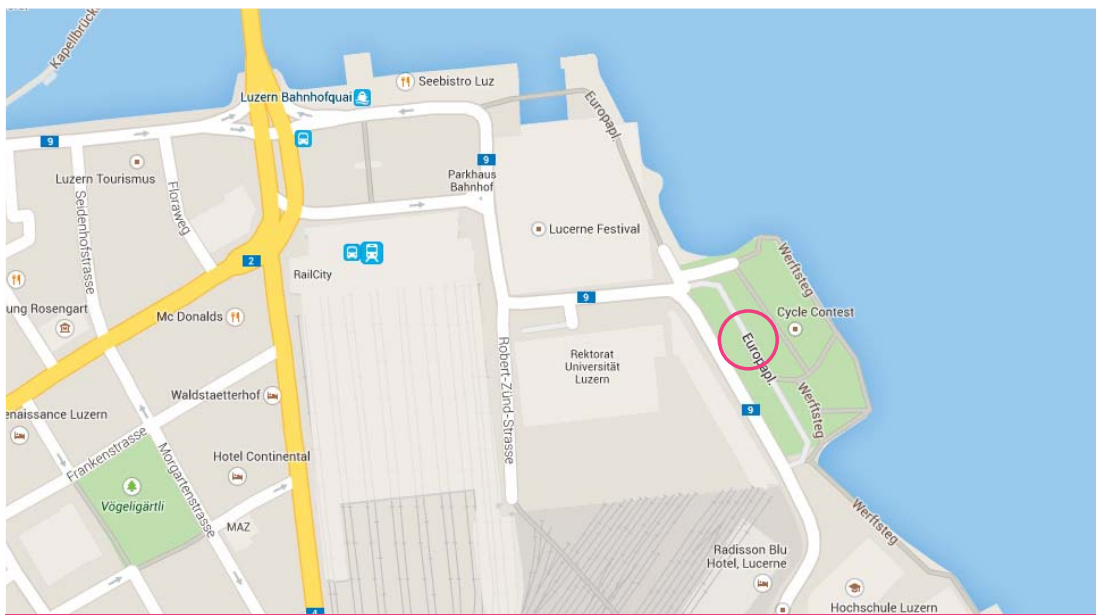 Kapellbrücke
Seebistro Luz
Luzern Bahnhofquai
Europapl.
9
9
Parkhaus
Bahnhof
Luzern Tourismus
Floraweg
Seidenhofstrasse
Lucerne Festival
Werftsteg
2
RailCity
9
ung Rosengart
Mc Donalds
Cycle Contest
Europapl.
Rektorat
Universität
Luzern
Robert-Zünd-Strasse
Waldstaetterhof
Werftsteg
9
enaissance Luzern
Frankenstrasse
Morgartenstrasse
Hotel Continental
Vögeligärtli
MAZ
Werftsteg
Radisson Blu
Hotel, Lucerne
Hochschule Luzern
4